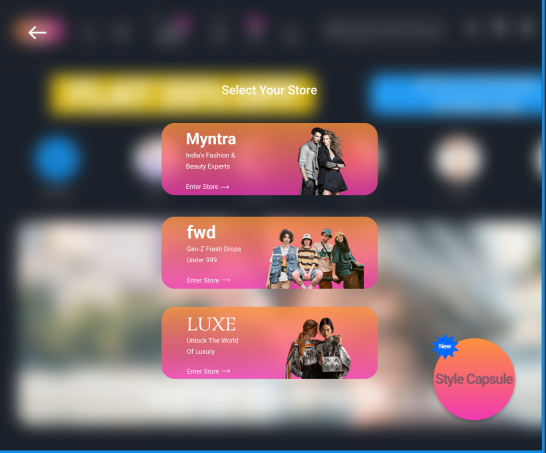 Select Your Store
Myntra
India's Fashion &
Beauty Experts
Enter Store
fwd
Gen-Z Fresh Drops
Under 999
Enter Store
LUXE
Unlock The World
Of Luxury
Enter Store
New
Style Capsule